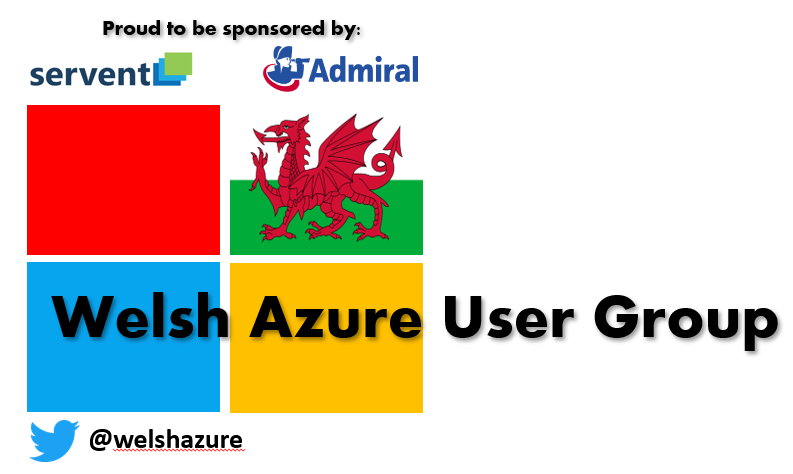 Proud to be sponsored by:
servent
Admiral
Welsh Azure User Group
@welshazure